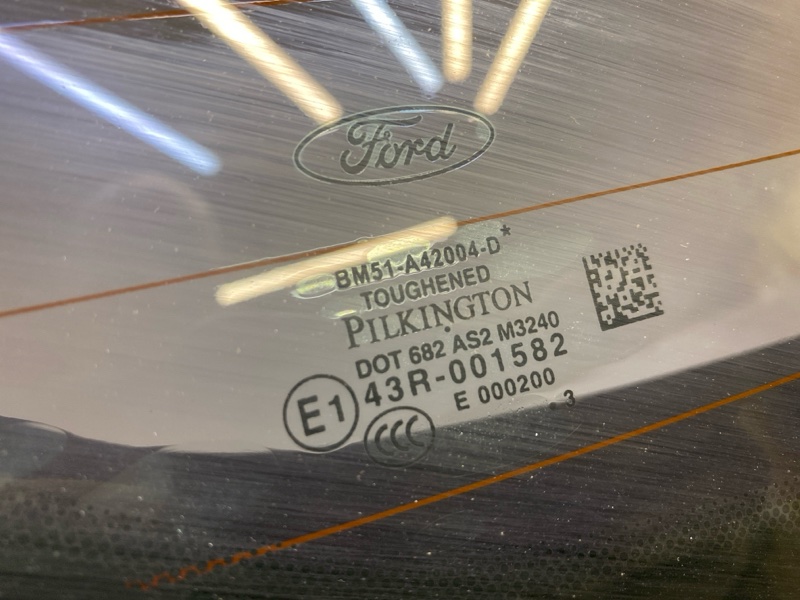 Ford
BM51-A42004-D*
TOUGHENED
PILKINGTON
DOT 682 AS2 M3240
43R-001582
E1
E 000200
. 3
CCC